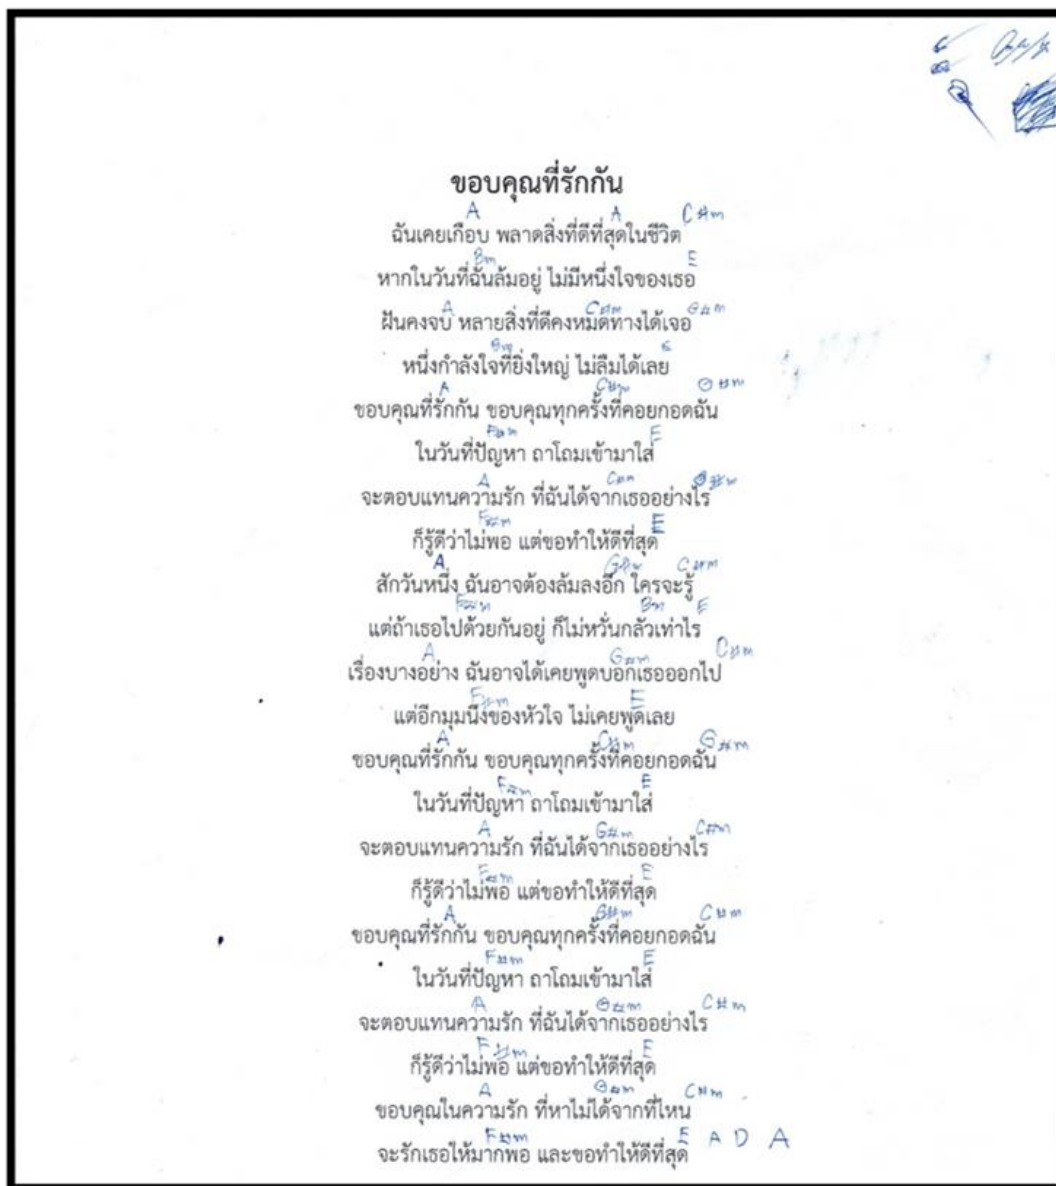 ขอบคุณที่รักกัน
A A C#m
ฉันเคยเกือบ พลาดสิ่งที่ดีที่สุดในชีวิต
Bm E
หากในวันที่ฉันล้มอยู่ ไม่มีหนึ่งใจของเธอ
A C#m G#m
ฝันคงจบ หลายสิ่งที่ดีคงหมดทางได้เจอ
Bm E
หนึ่งกำลังใจที่ยิ่งใหญ่ ไม่ลืมได้เลย
A C#m G#m
ขอบคุณที่รักกัน ขอบคุณทุกครั้งที่คอยกอดฉัน
F#m E
ในวันที่ปัญหา ถาโถมเข้ามาใส่
A C#m G#m
จะตอบแทนความรัก ที่ฉันได้จากเธออย่างไร
F#m E
ก็รู้ดีว่าไม่พอ แต่ขอทำให้ดีที่สุด
A G#m C#m
สักวันหนึ่ง ฉันอาจต้องล้มลงอีก ใครจะรู้
F#m Bm E
แต่ถ้าเธอไปด้วยกันอยู่ ก็ไม่หวั่นกลัวเท่าไร
A G#m C#m
เรื่องบางอย่าง ฉันอาจได้เคยพูดบอกเธอออกไป
F#m E
แต่อีกมุมนึงของหัวใจ ไม่เคยพูดเลย
A C#m G#m
ขอบคุณที่รักกัน ขอบคุณทุกครั้งที่คอยกอดฉัน
F#m E
ในวันที่ปัญหา ถาโถมเข้ามาใส่
A G#m C#m
จะตอบแทนความรัก ที่ฉันได้จากเธออย่างไร
F#m E
ก็รู้ดีว่าไม่พอ แต่ขอทำให้ดีที่สุด
A G#m C#m
ขอบคุณที่รักกัน ขอบคุณทุกครั้งที่คอยกอดฉัน
F#m E
ในวันที่ปัญหา ถาโถมเข้ามาใส่
A G#m C#m
จะตอบแทนความรัก ที่ฉันได้จากเธออย่างไร
F#m E
ก็รู้ดีว่าไม่พอ แต่ขอทำให้ดีที่สุด
A G#m C#m
ขอบคุณในความรัก ที่หาไม่ได้จากที่ไหน
F#m E A D A
จะรักเธอให้มากพอ และขอทำให้ดีที่สุด